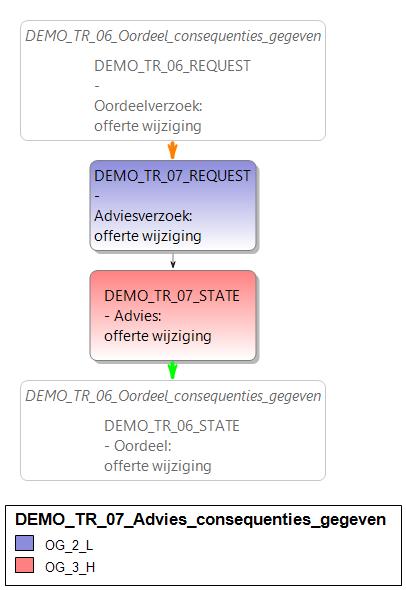 DEMO_TR_06_Oordeel_consequenties_gegeven
DEMO_TR_06_REQUEST
-
Oordeelverzoek:
offerte wijziging
DEMO_TR_07_REQUEST
-
Adviesverzoek:
offerte wijziging
DEMO_TR_07_STATE
- Advies:
offerte wijziging
DEMO_TR_06_Oordeel_consequenties_gegeven
DEMO_TR_06_STATE
- Oordeel:
offerte wijziging
DEMO_TR_07_Advies_consequenties_gegeven
OG_2_L
OG_3_H